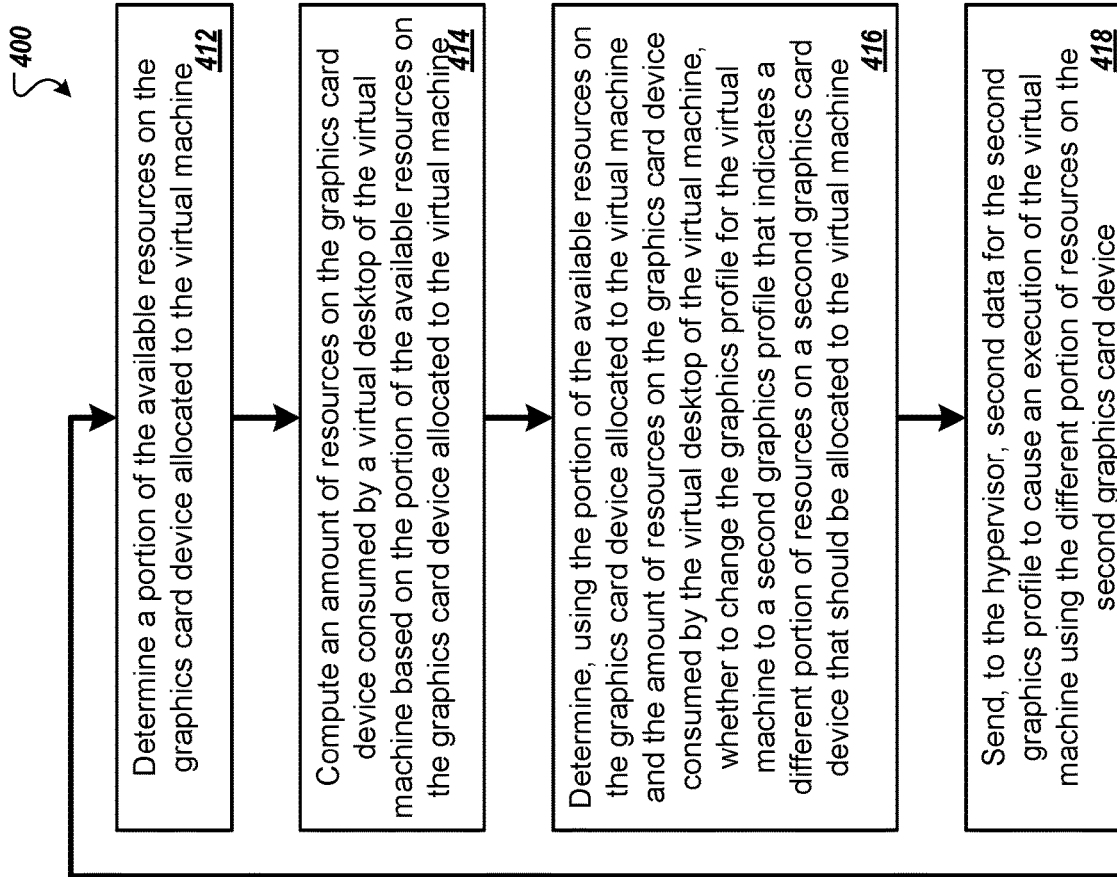 400
Determine a portion of the available resources on the
graphics card device allocated to the virtual machine
412
Compute an amount of resources on the graphics card
device consumed by a virtual desktop of the virtual
machine based on the portion of the available resources on
the graphics card device allocated to the virtual machine
414
Determine, using the portion of the available resources on
the graphics card device allocated to the virtual machine
and the amount of resources on the graphics card device
consumed by the virtual desktop of the virtual machine,
whether to change the graphics profile for the virtual
machine to a second graphics profile that indicates a
different portion of resources on a second graphics card
device that should be allocated to the virtual machine
416
Send, to the hypervisor, second data for the second
graphics profile to cause an execution of the virtual
machine using the different portion of resources on the
second graphics card device
418